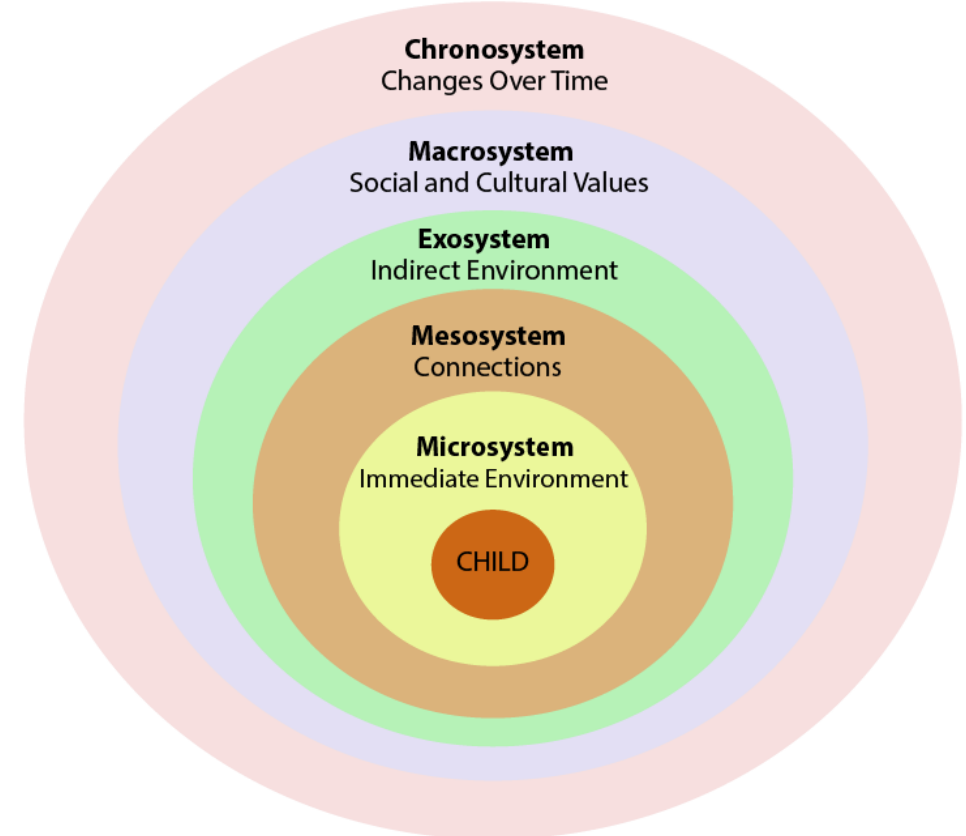 Chronosystem
Changes Over Time
Macrosystem
Social and Cultural Values
Exosystem
Indirect Environment
Mesosystem
Connections
Microsystem
Immediate Environment
CHILD